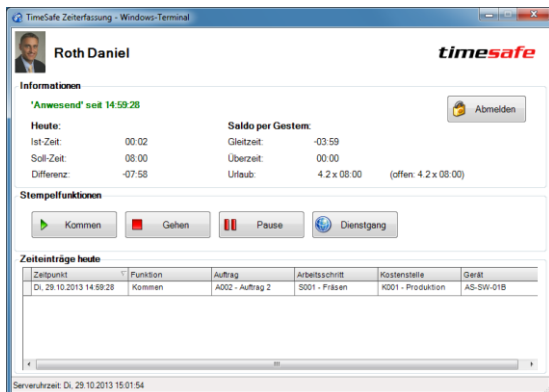 TimeSafe Zeiterfassung - Windows-Terminal
Roth Daniel
timesafe
Informationen
'Anwesend' seit 14:59:28
Abmelden
Heute: Saldo per Gestern:
Ist-Zeit: 00:02 Gleitzeit: -03:59
Soll-Zeit: 08:00 Überzeit: 00:00
Differenz: -07:58 Urlaub: 4.2 x 08:00 (offen: 4.2 x 08:00)
Stempelfunktionen
Kommen Gehen Pause Dienstgang
Zeiteinträge heute
Zeitpunkt Funktion Auftrag Arbeitsschritt Kostenstelle Gerät
Di, 29.10.2013 14:59:28 Kommen A002 - Auftrag 2 S001 - Fräsen K001 - Produktion AS-SW-01B
Serveruhrzeit: Di, 29.10.2013 15:01:54